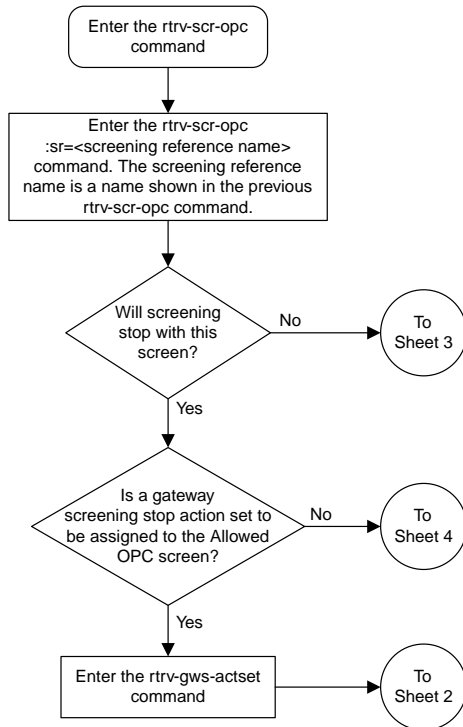 Enter the rtrv-scr-opc
command
Enter the rtrv-scr-opc
:sr=<screening reference name>
command. The screening reference
name is a name shown in the previous
rtrv-scr-opc command.
Will screening
stop with this
screen?
No
To
Sheet 3
Yes
Is a gateway
screening stop action set to
be assigned to the Allowed
OPC screen?
No
To
Sheet 4
Yes
Enter the rtrv-gws-actset
command
To
Sheet 2